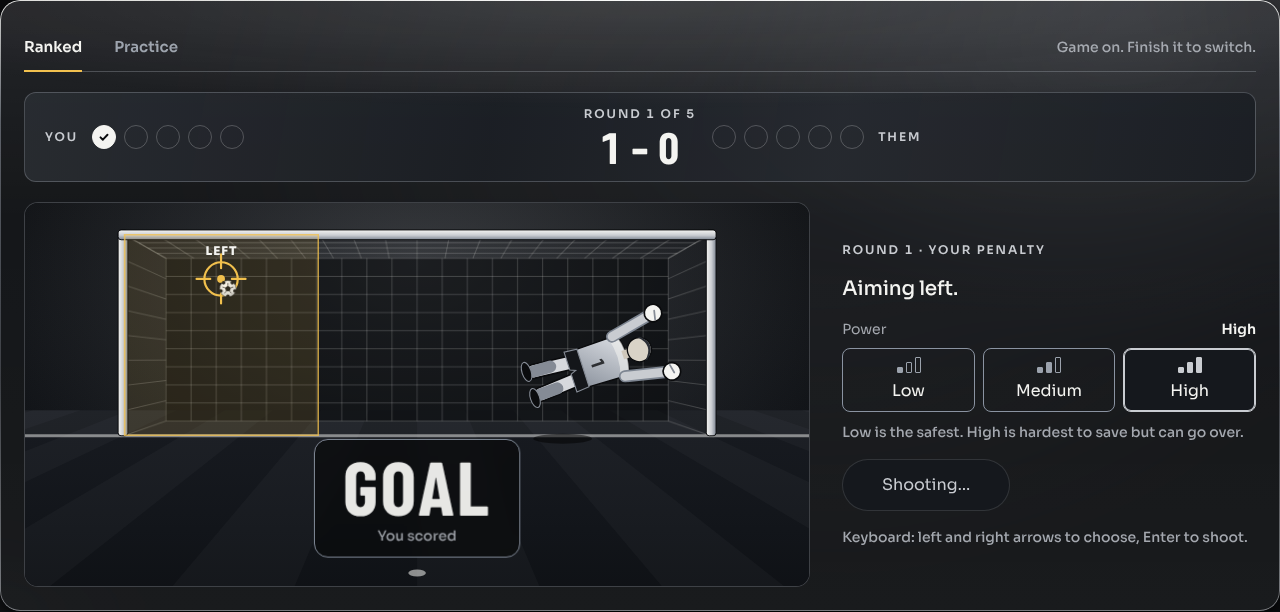 Ranked
Practice
Game on. Finish it to switch.
ROUND 1 OF 5
YOU
1 - 0
THEM
LEFT
1
GOAL
You scored
ROUND 1 · YOUR PENALTY
Aiming left.
Power
High
Low
Medium
High
Low is the safest. High is hardest to save but can go over.
Shooting...
Keyboard: left and right arrows to choose, Enter to shoot.